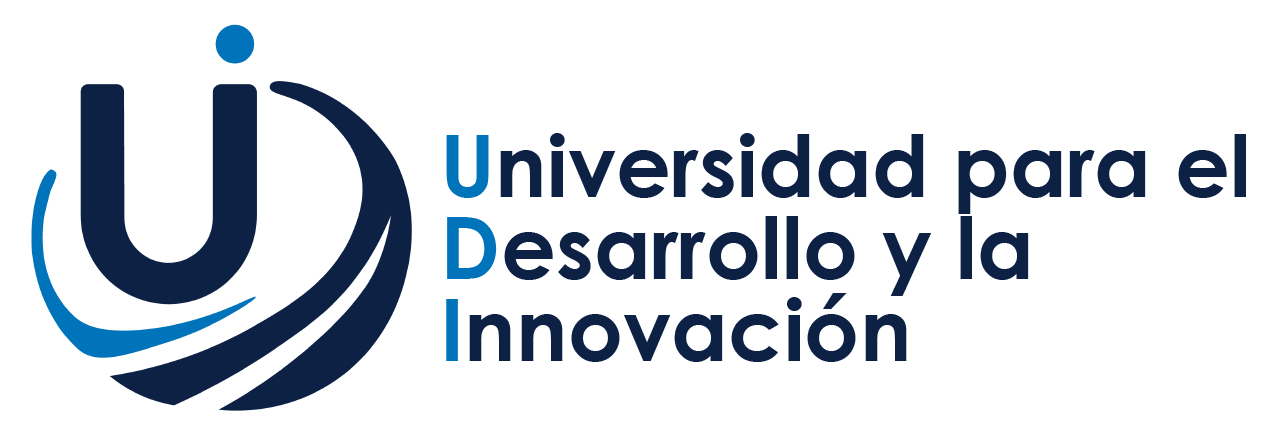 Universidad para el
Desarrollo y la
Innovación